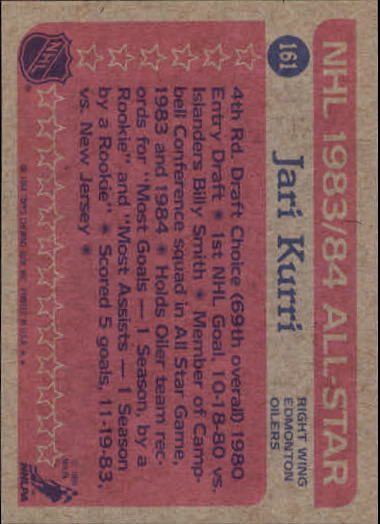 NHL 1983/84 ALL-STAR
161
Jari Kurri
RIGHT WING
EDMONTON
OILERS
4th Rd. Draft Choice (69th overall) 1980
Entry Draft ★ 1st NHL Goal, 10-18-80 vs.
Islanders Billy Smith ★ Member of Camp-
bell Conference squad in All Star Game,
1983 and 1984 ★ Holds Oiler team rec-
ords for "Most Goals — 1 Season, by a
Rookie" and "Most Assists — 1 Season
by a Rookie" ★ Scored 5 goals, 11-19-83,
vs. New Jersey ★
NHL
NHLPA